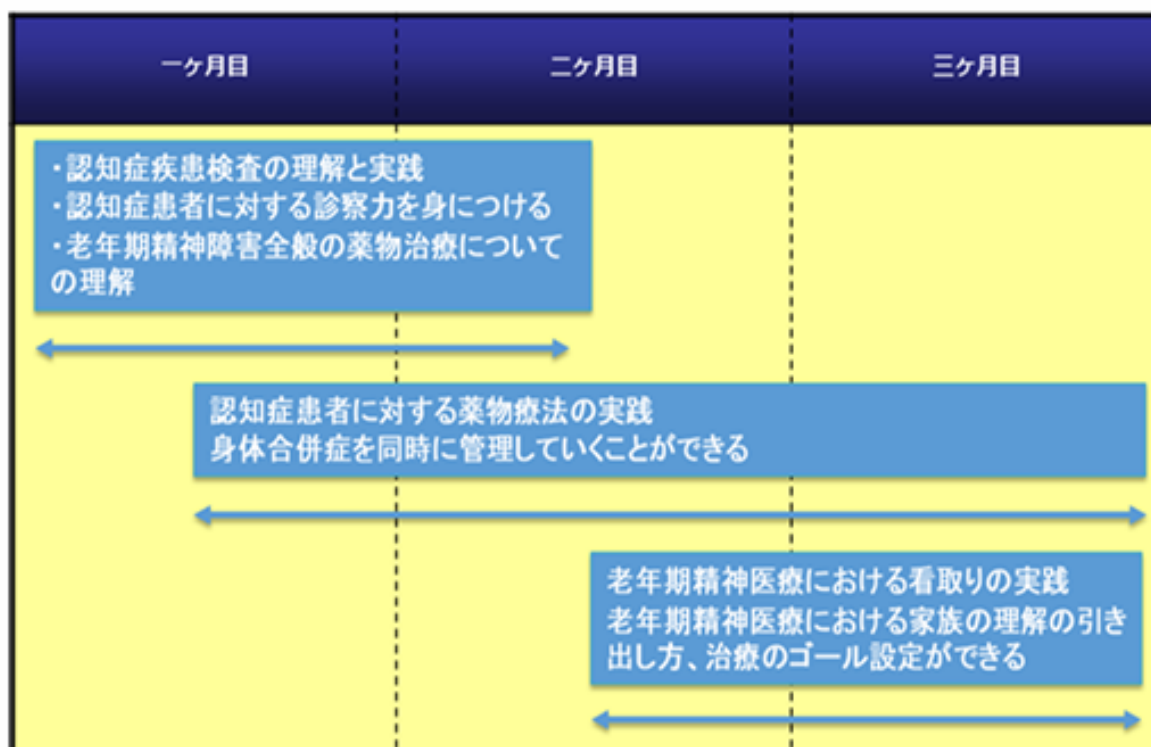 一ヶ月目
二ヶ月目
三ヶ月目
・認知症疾患検査の理解と実践
・認知症患者に対する診察力を身につける
・老年期精神障害全般の薬物治療について
の理解
認知症患者に対する薬物療法の実践
身体合併症を同時に管理していくことができる
老年期精神医療における看取りの実践
老年期精神医療における家族の理解の引き
出し方、治療のゴール設定ができる